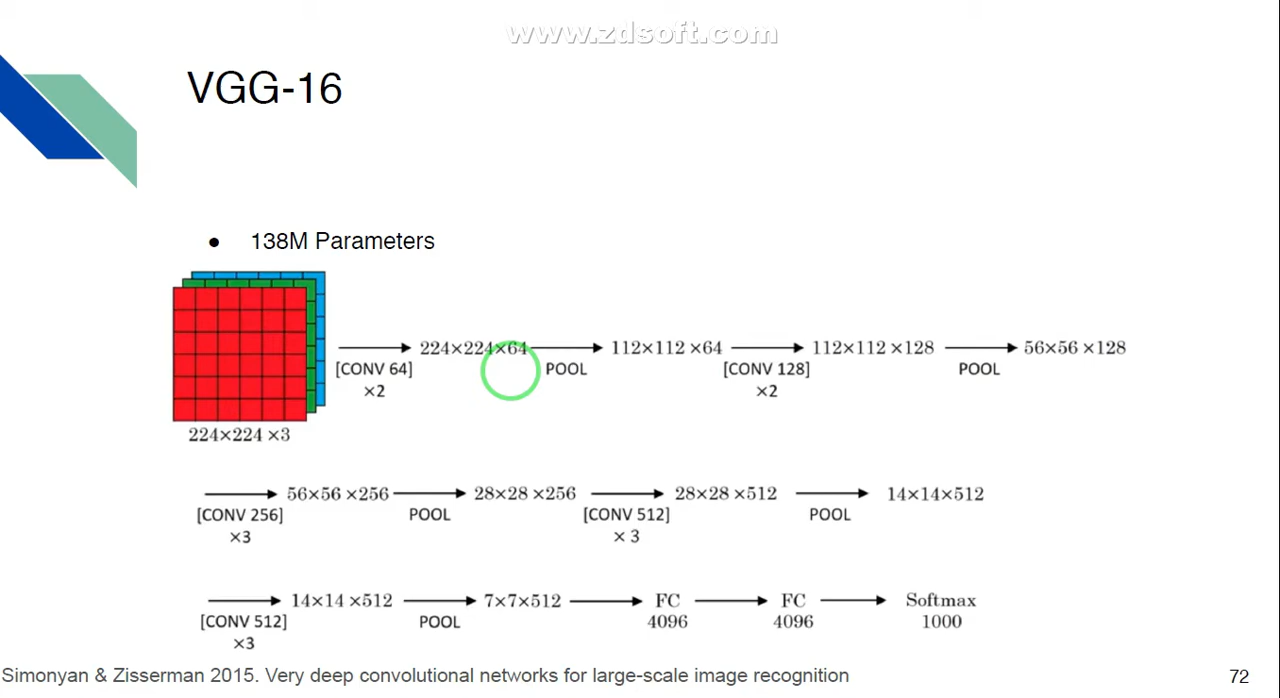 www.zdsoft.com
VGG-16
● 138M Parameters
224×224×64 112×112 ×64 112×112 ×128 56×56 ×128
[CONV 64] POOL [CONV 128] POOL
×2 ×2
224×224 ×3
56×56 ×256 28×28 ×256 28×28 ×512 14×14×512
[CONV 256] POOL [CONV 512] POOL
×3 × 3
14×14 ×512 7×7×512 FC FC Softmax
[CONV 512] POOL 4096 4096 1000
×3
Simonyan & Zisserman 2015. Very deep convolutional networks for large-scale image recognition
72